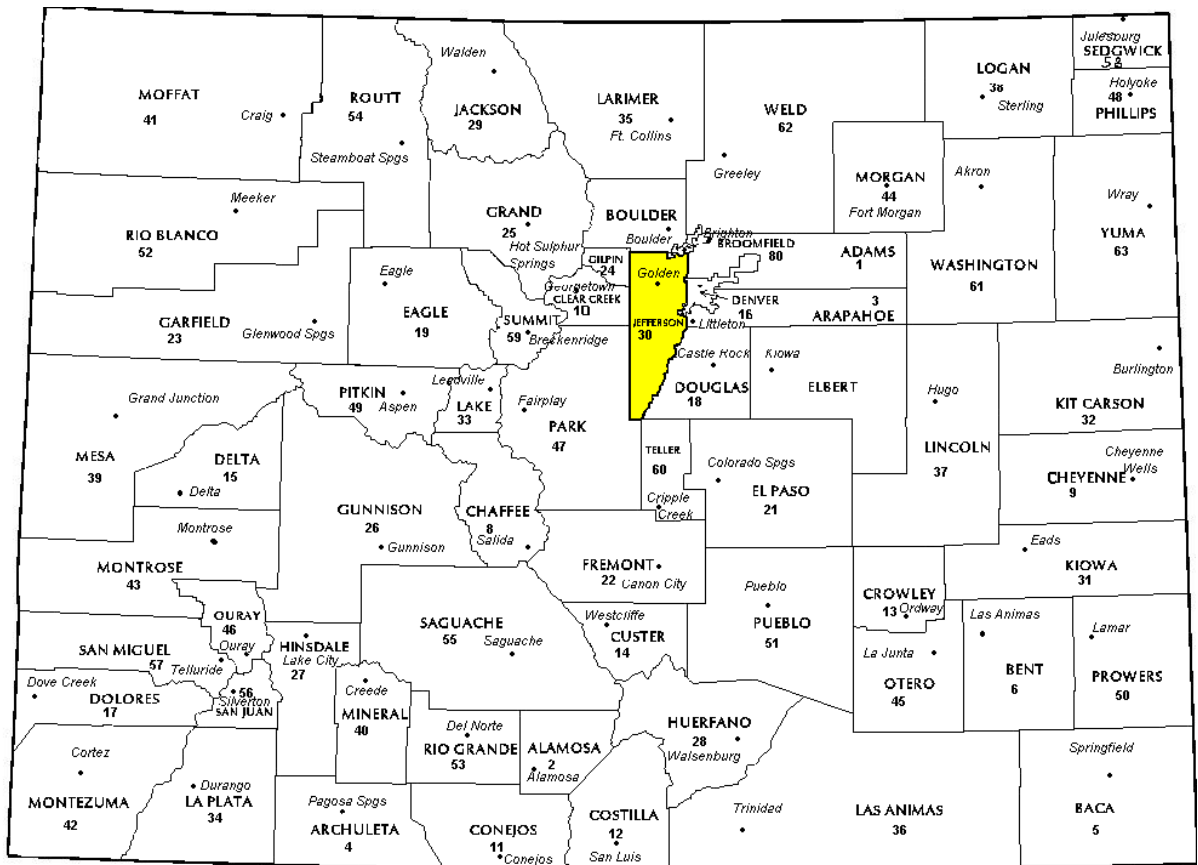 Julesburg
SEDGWICK
58
LOGAN
38
Sterling
Holyoke
48
PHILLIPS
Walden
JACKSON
29
MOFFAT
41
Craig
ROUTT
54
Steamboat Spgs
LARIMER
35
Ft. Collins
WELD
62
Greeley
MORGAN
44
Fort Morgan
Akron
WASHINGTON
61
Wray
YUMA
63
Meeker
RIO BLANCO
52
GRAND
25
Hot Sulphur
Springs
BOULDER
Boulder
Brighton
BROOMFIELD
80
ADAMS
1
GILPIN
24
Georgetown
CLEAR CREEK
10
Golden
JEFFERSON
30
DENVER
16
3
ARAPAHOE
Littleton
Eagle
EAGLE
19
GARFIELD
23
Glenwood Spgs
SUMMIT
59
Breckenridge
Castle Rock
DOUGLAS
18
Kiowa
ELBERT
Hugo
LINCOLN
37
Burlington
KIT CARSON
32
Grand Junction
MESA
39
PITKIN
49
Aspen
Leedville
LAKE
33
Fairplay
PARK
47
DELTA
15
Delta
TELLER
60
Cripple
Creek
Colorado Spgs
EL PASO
21
Cheyenne
Wells
CHEYENNE
9
GUNNISON
26
Gunnison
CHAFFEE
8
Salida
Montrose
MONTROSE
43
FREMONT
22
Canon City
Eads
KIOWA
31
CROWLEY
13
Ordway
Pueblo
PUEBLO
51
OURAY
46
Ouray
SAN MIGUEL
57
Telluride
HINSDALE
Lake City
27
SAGUACHE
55
Saguache
Westcliffe
CUSTER
14
La Junta
OTERO
45
Las Animas
BENT
6
Lamar
PROWERS
50
Dove Creek
DOLORES
17
56
Silverton
SAN JUAN
Creede
MINERAL
40
Del Norte
RIO GRANDE
53
ALAMOSA
2
Alamosa
HUERFANO
28
Walsenburg
Cortez
MONTEZUMA
42
Durango
LA PLATA
34
Pagosa Spgs
ARCHULETA
4
CONEJOS
11
Conejos
COSTILLA
12
San Luis
Trinidad
LAS ANIMAS
36
Springfield
BACA
5